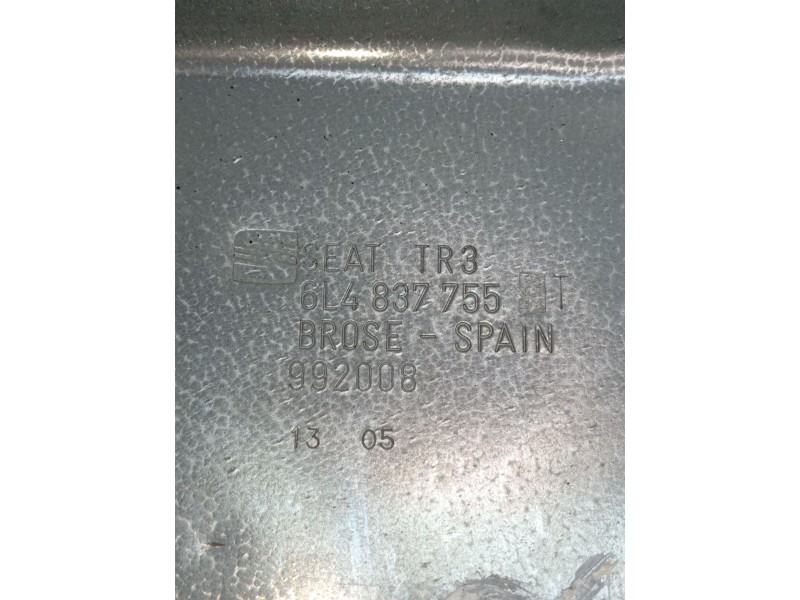 SEAT TR3
6L4 837 755 T
BROSE - SPAIN
992008
13 05